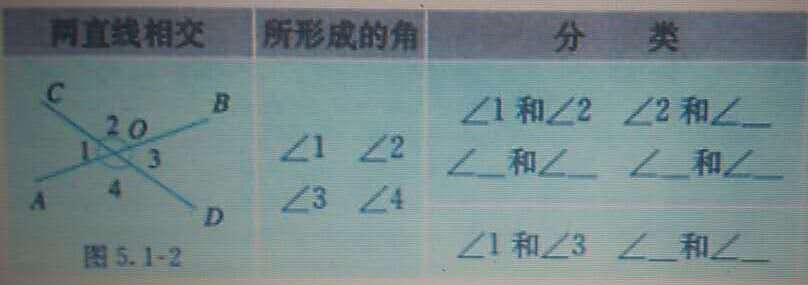 两直线相交 所形成的角 分 类
C B
2 O
1 3
4
A D
图5.1-2
∠1 ∠2
∠3 ∠4
∠1和∠2 ∠2和∠__
∠__和∠__ ∠__和∠__
∠1和∠3 ∠__和∠__